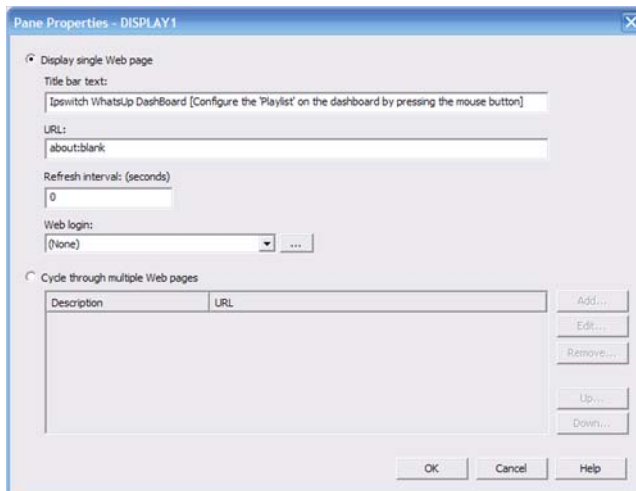 Pane Properties - DISPLAY1
Display single Web page
Title bar text:
Ipswitch WhatsUp DashBoard [Configure the 'Playlist' on the dashboard by pressing the mouse button]
URL:
about:blank
Refresh interval: (seconds)
0
Web login:
(None)
...
Cycle through multiple Web pages
Description URL
Add...
Edit...
Remove...
Up...
Down...
OK Cancel Help